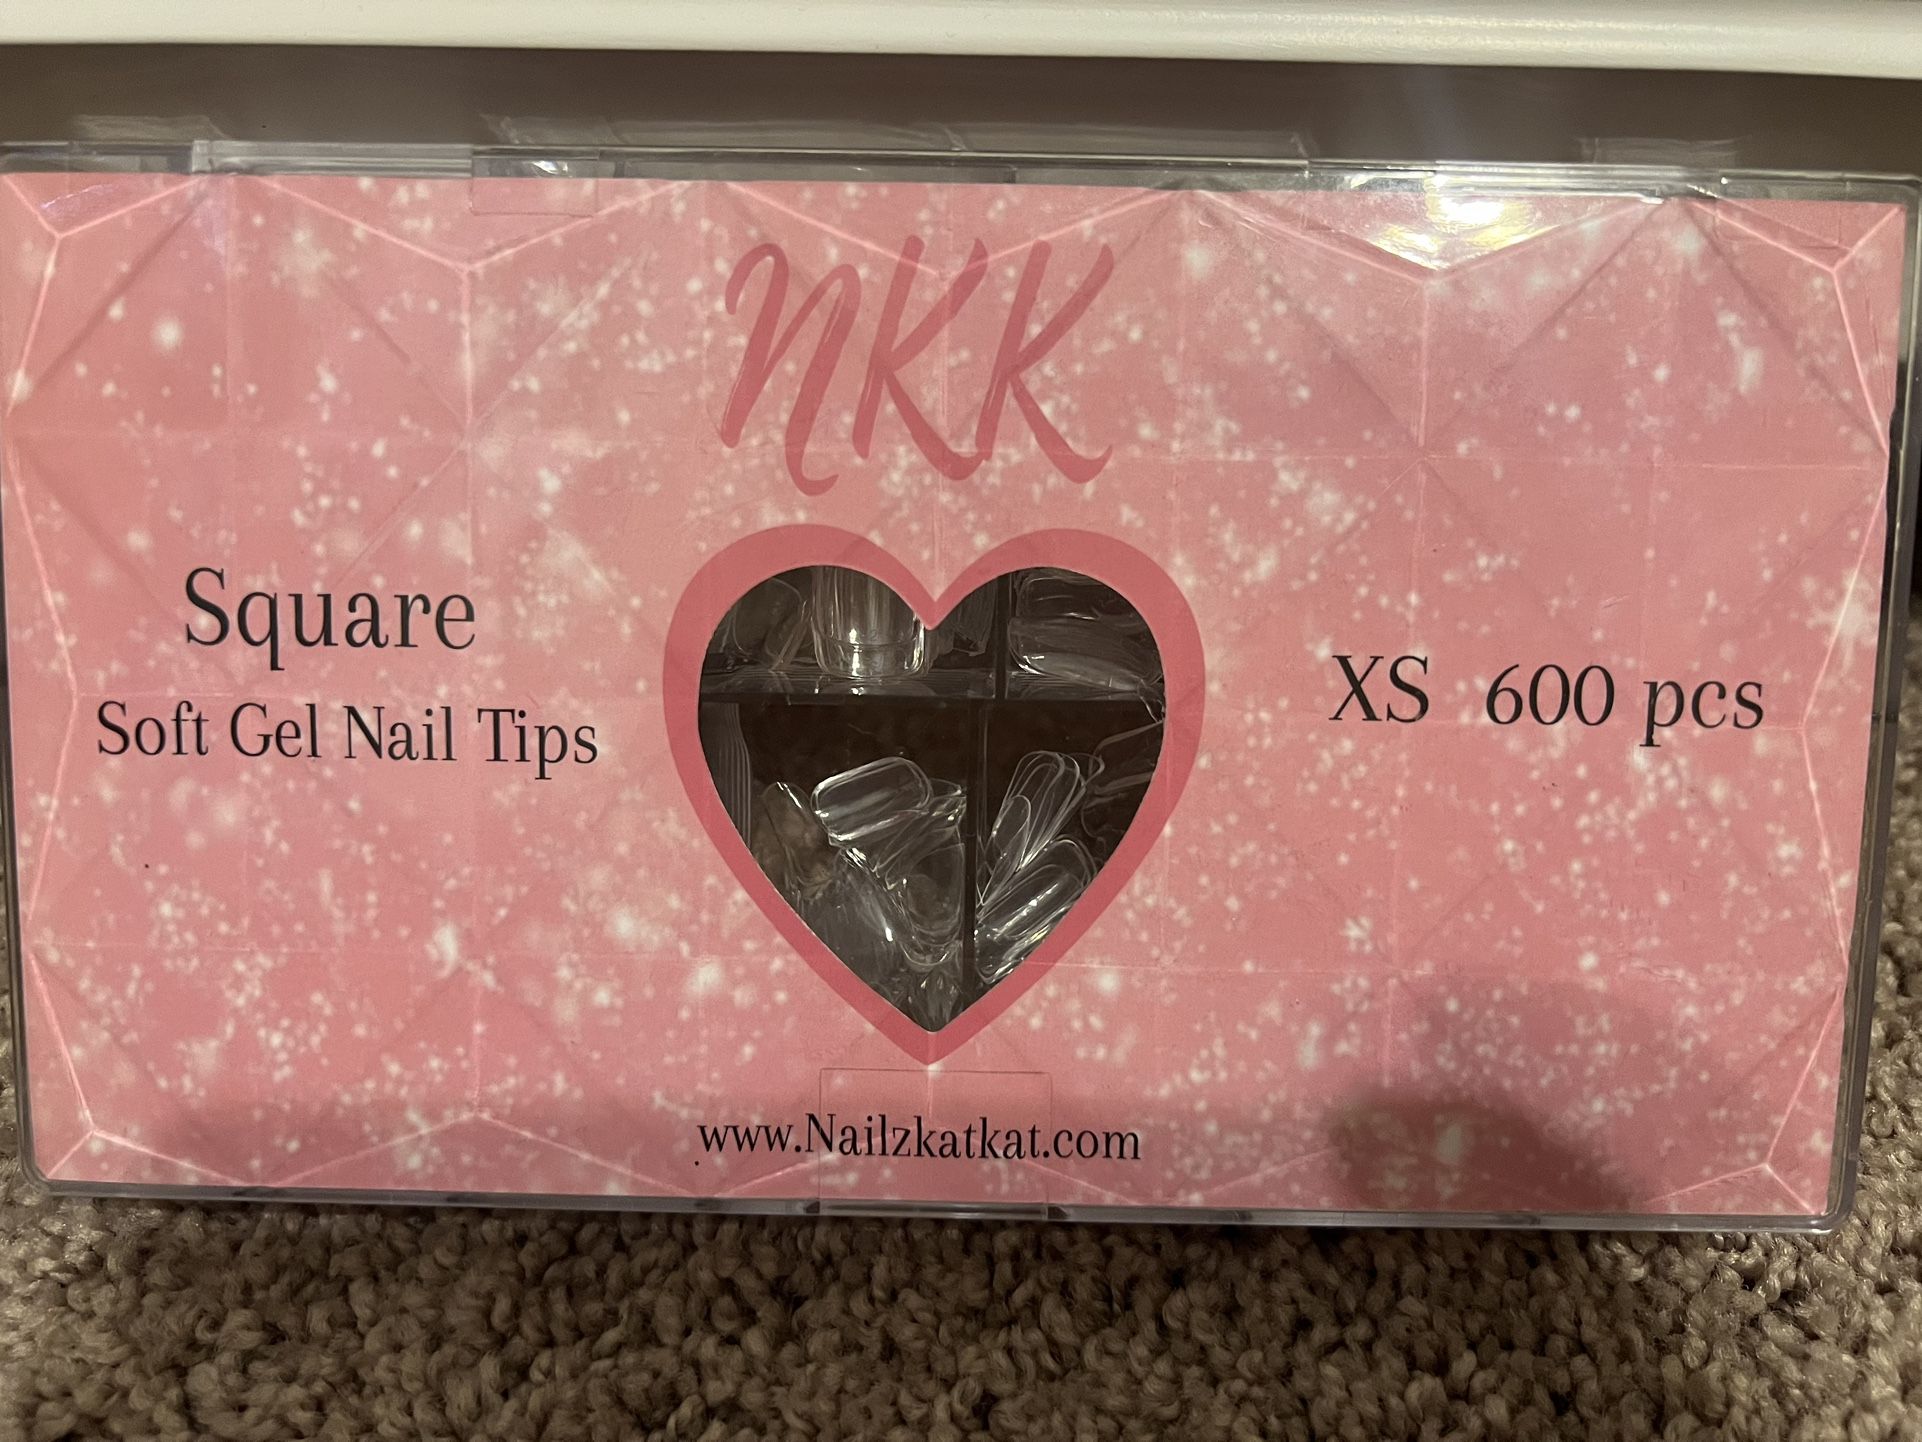 NKK
Square
Soft Gel Nail Tips
XS 600 pcs
www.Nailzkatkat.com